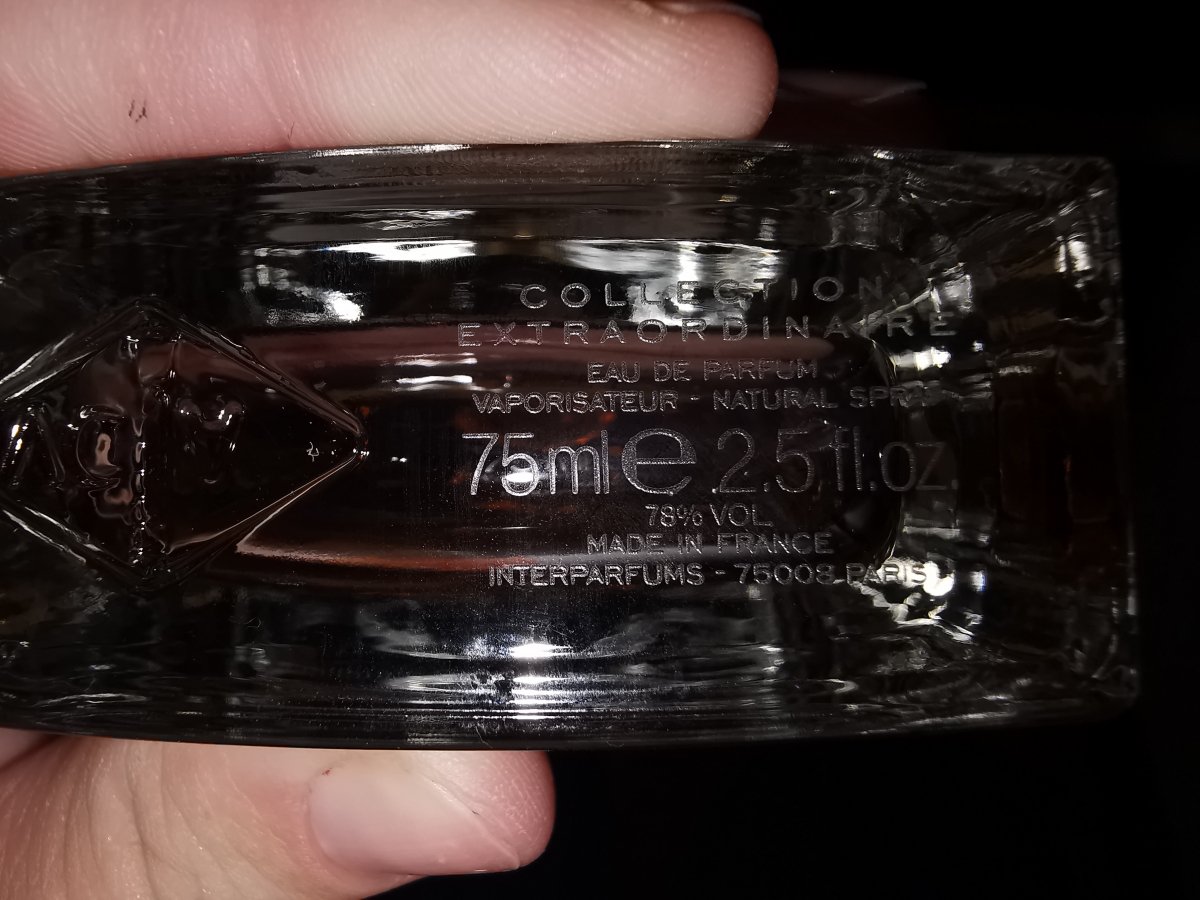 COLLECTION
EXTRAORDINAIRE
EAU DE PARFUM
VAPORISATEUR - NATURAL SPRAY
75ml e 2.5 fl.oz
78% VOL.
MADE IN FRANCE
INTERPARFUMS - 75008 PARIS